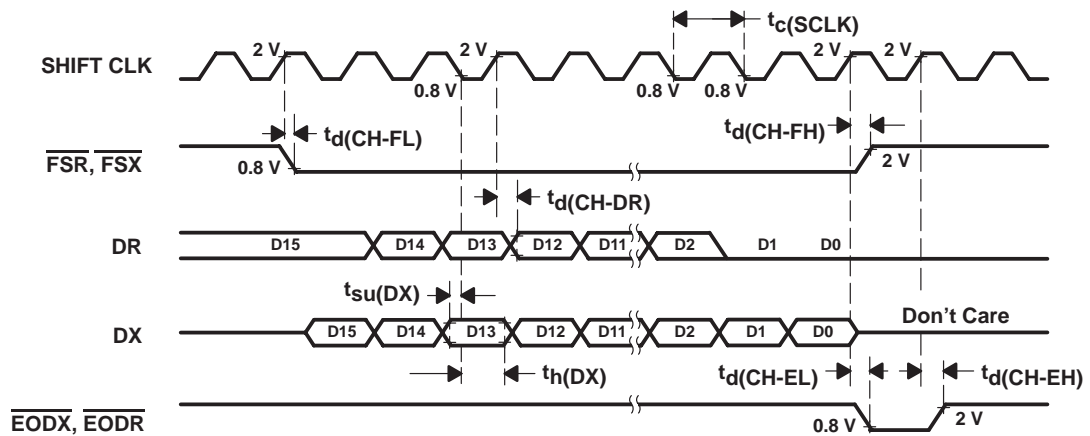 tc(SCLK)
2 V 2 V 2 V 2 V
SHIFT CLK
0.8 V 0.8 V 0.8 V
td(CH-FL) td(CH-FH)
FSR, FSX
0.8 V 2 V
td(CH-DR)
DR D15 D14 D13 D12 D11 D2 D1 D0
tsu(DX)
Don't Care
DX D15 D14 D13 D12 D11 D2 D1 D0
th(DX) td(CH-EL) td(CH-EH)
EODX, EODR
0.8 V 2 V